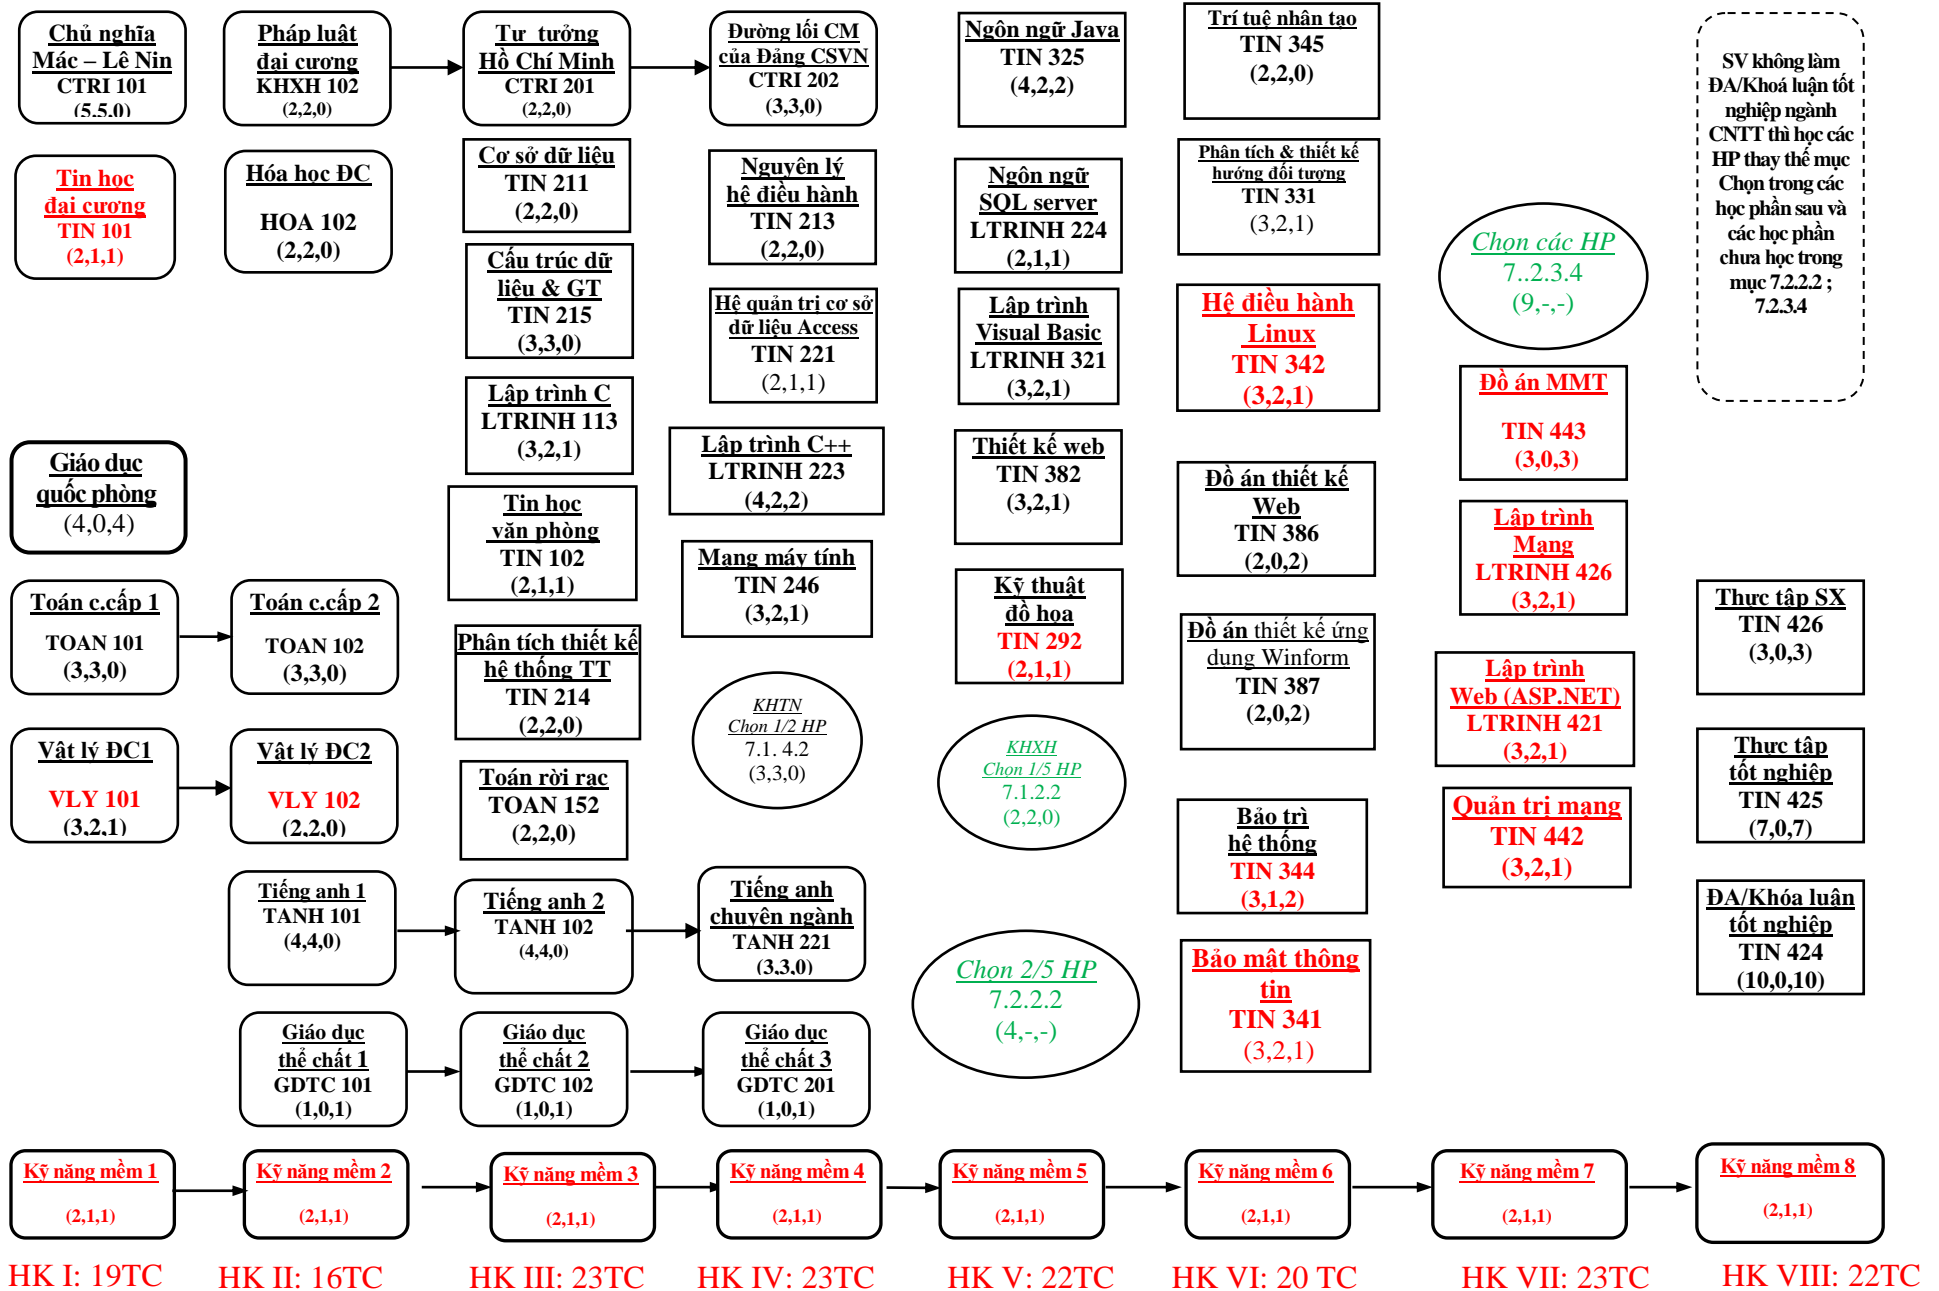 Chủ nghĩa
Mác – Lê Nin
CTRI 101
(5,5,0)
Tin học
đại cương
TIN 101
(2,1,1)
Giáo dục
quốc phòng
(4,0,4)
Toán c.cấp 1
TOAN 101
(3,3,0)
Vật lý ĐC1
VLY 101
(3,2,1)
Kỹ năng mềm 1
(2,1,1)
HK I: 19TC
Pháp luật
đại cương
KHXH 102
(2,2,0)
Hóa học ĐC
HOA 102
(2,2,0)
Toán c.cấp 2
TOAN 102
(3,3,0)
Vật lý ĐC2
VLY 102
(2,2,0)
Tiếng anh 1
TANH 101
(4,4,0)
Giáo dục
thể chất 1
GDTC 101
(1,0,1)
Kỹ năng mềm 2
(2,1,1)
HK II: 16TC
Tư tưởng
Hồ Chí Minh
CTRI 201
(2,2,0)
Cơ sở dữ liệu
TIN 211
(2,2,0)
Cấu trúc dữ
liệu & GT
TIN 215
(3,3,0)
Lập trình C
LTRINH 113
(3,2,1)
Tin học
văn phòng
TIN 102
(2,1,1)
Phân tích thiết kế
hệ thống TT
TIN 214
(2,2,0)
Toán rời rạc
TOAN 152
(2,2,0)
Tiếng anh 2
TANH 102
(4,4,0)
Giáo dục
thể chất 2
GDTC 102
(1,0,1)
Kỹ năng mềm 3
(2,1,1)
HK III: 23TC
Đường lối CM
của Đảng CSVN
CTRI 202
(3,3,0)
Nguyên lý
hệ điều hành
TIN 213
(2,2,0)
Hệ quản trị cơ sở
dữ liệu Access
TIN 221
(2,1,1)
Lập trình C++
LTRINH 223
(4,2,2)
Mạng máy tính
TIN 246
(3,2,1)
KHTN
Chọn 1/2 HP
7.1. 4.2
(3,3,0)
Tiếng anh
chuyên ngành
TANH 221
(3,3,0)
Giáo dục
thể chất 3
GDTC 201
(1,0,1)
Kỹ năng mềm 4
(2,1,1)
HK IV: 23TC
Ngôn ngữ Java
TIN 325
(4,2,2)
Ngôn ngữ
SQL server
LTRINH 224
(2,1,1)
Lập trình
Visual Basic
LTRINH 321
(3,2,1)
Thiết kế web
TIN 382
(3,2,1)
Kỹ thuật
đồ họa
TIN 292
(2,1,1)
KHXH
Chọn 1/5 HP
7.1.2.2
(2,2,0)
Chọn 2/5 HP
7.2.2.2
(4,-,-)
Kỹ năng mềm 5
(2,1,1)
HK V: 22TC
Trí tuệ nhân tạo
TIN 345
(2,2,0)
Phân tích & thiết kế
hướng đối tượng
TIN 331
(3,2,1)
Hệ điều hành
Linux
TIN 342
(3,2,1)
Đồ án thiết kế
Web
TIN 386
(2,0,2)
Đồ án thiết kế ứng
dung Winform
TIN 387
(2,0,2)
Bảo trì
hệ thống
TIN 344
(3,1,2)
Bảo mật thông
tin
TIN 341
(3,2,1)
Kỹ năng mềm 6
(2,1,1)
HK VI: 20 TC
Chọn các HP
7..2.3.4
(9,-,-)
Đồ án MMT
TIN 443
(3,0,3)
Lập trình
Mạng
LTRINH 426
(3,2,1)
Lập trình
Web (ASP.NET)
LTRINH 421
(3,2,1)
Quản trị mạng
TIN 442
(3,2,1)
Kỹ năng mềm 7
(2,1,1)
HK VII: 23TC
SV không làm
ĐA/Khoá luận tốt
nghiệp ngành
CNTT thì học các
HP thay thế mục
Chọn trong các
học phần sau và
các học phần
chưa học trong
mục 7.2.2.2 ;
7.2.3.4
Thực tập SX
TIN 426
(3,0,3)
Thực tập
tốt nghiệp
TIN 425
(7,0,7)
ĐA/Khóa luận
tốt nghiệp
TIN 424
(10,0,10)
Kỹ năng mềm 8
(2,1,1)
HK VIII: 22TC